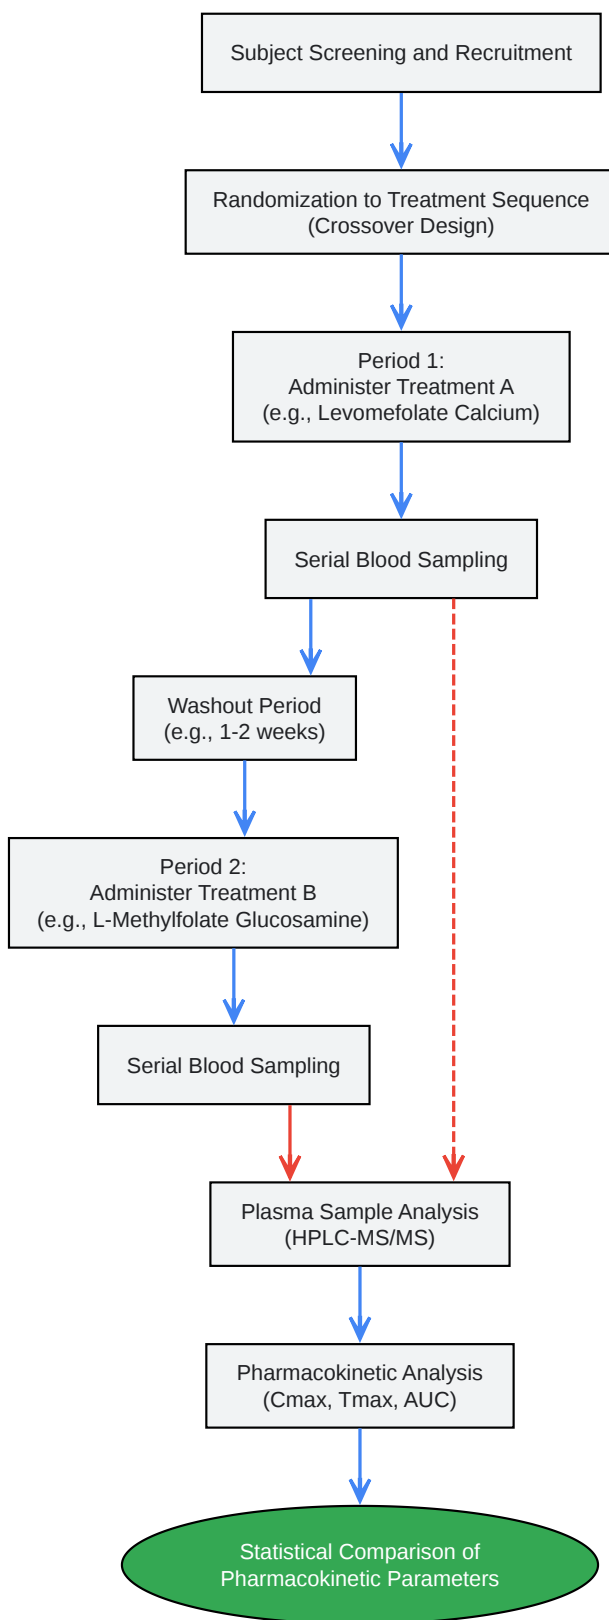 Subject Screening and Recruitment
Randomization to Treatment Sequence
(Crossover Design)
Period 1:
Administer Treatment A
(e.g., Levomefolate Calcium)
Serial Blood Sampling
Washout Period
(e.g., 1-2 weeks)
Period 2:
Administer Treatment B
(e.g., L-Methylfolate Glucosamine)
Serial Blood Sampling
Plasma Sample Analysis
(HPLC-MS/MS)
Pharmacokinetic Analysis
(Cmax, Tmax, AUC)
Statistical Comparison of
Pharmacokinetic Parameters